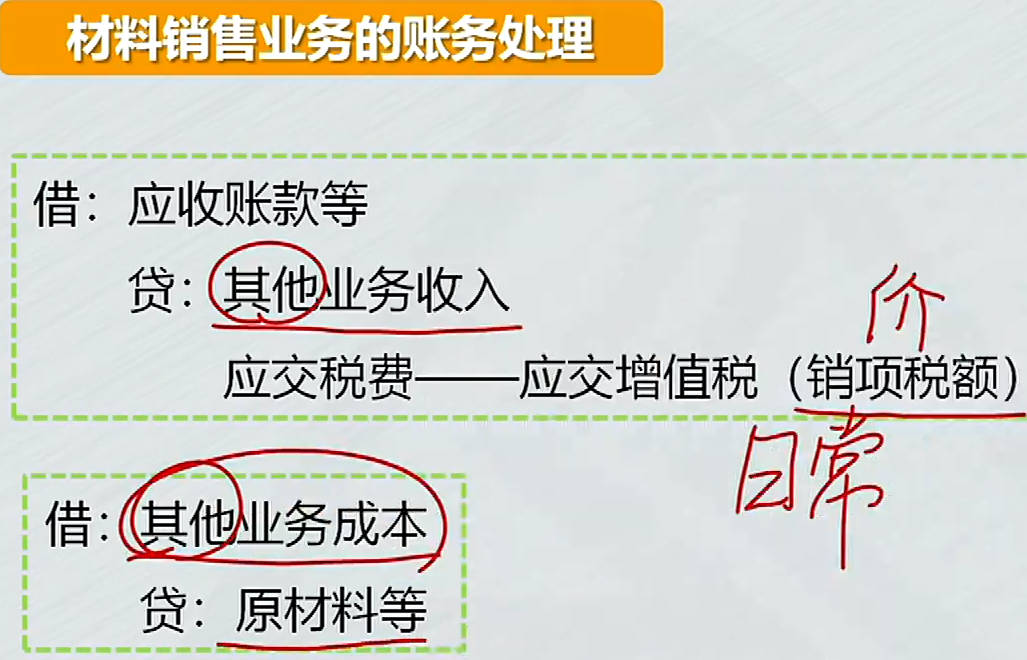 材料销售业务的账务处理
借：应收账款等
贷：其他业务收入
价
应交税费——应交增值税（销项税额）
日常
借：其他业务成本
贷：原材料等